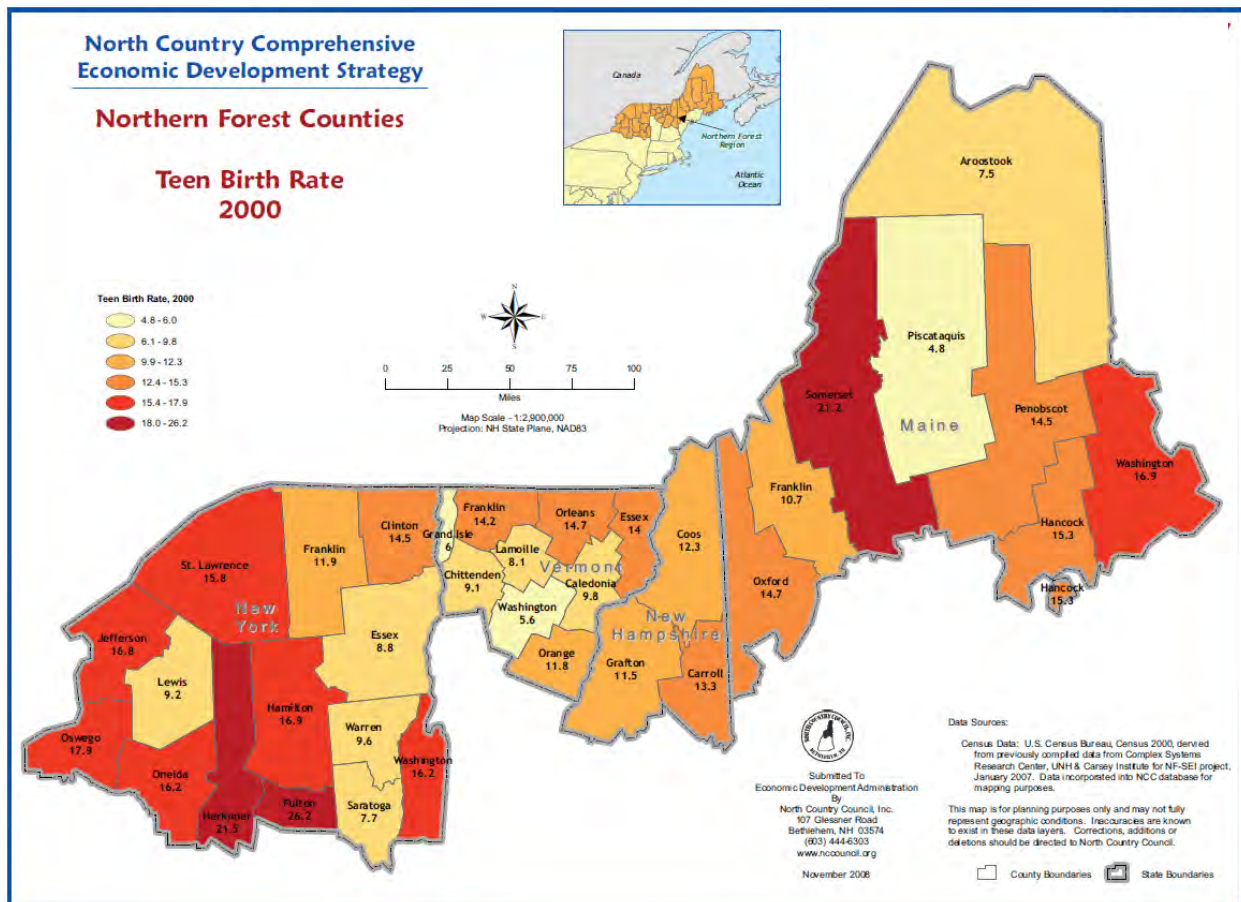 North Country Comprehensive
Economic Development Strategy
Northern Forest Counties
Teen Birth Rate
2000
Canada
Northern Forest
Region
Atlantic
Ocean
Teen Birth Rate, 2000
4.8 - 6.0
6.1 - 9.8
9.9 - 12.3
12.4 - 15.3
15.4 - 17.9
18.0 - 26.2
N
W
E
S
0
25
50
75
100
Miles
Map Scale - 1:2,900,000
Projection: NH State Plane, NAD83
Aroostook
7.5
Piscataquis
4.8
Somerset
21.2
Maine
Penobscot
14.5
Washington
16.9
Franklin
10.7
Hancock
15.3
Hancock
15.3
Oxford
14.7
Coos
12.3
New
Hampshire
Grafton
11.5
Carroll
13.3
Franklin
14.2
Orleans
14.7
Essex
14
Grand Isle
6
Lamoille
8.1
Vermont
Chittenden
9.1
Caledonia
9.8
Washington
5.6
Orange
11.8
Clinton
14.5
Franklin
11.9
St. Lawrence
15.8
New
York
Essex
8.8
Jefferson
16.8
Lewis
9.2
Hamilton
16.9
Warren
9.6
Washington
16.2
Oswego
17.9
Oneida
16.2
Herkimer
21.5
Fulton
26.2
Saratoga
7.7
Submitted To
Economic Development Administration
By
North Country Council, Inc.
107 Glessner Road
Bethlehem, NH 03574
(603) 444-6303
www.nccouncil.org
November 2008
Data Sources:
Census Data: U.S. Census Bureau, Census 2000, dervied
from previously compiled data from Complex Systems
Research Center, UNH & Carsey Institute for NF-SEI project,
January 2007. Data incorporated into NCC database for
mapping purposes.
This map is for planning purposes only and may not fully
represent geographic conditions. Inaccuracies are known
to exist in these data layers. Corrections, additions or
deletions should be directed to North Country Council.
County Boundaries
State Boundaries